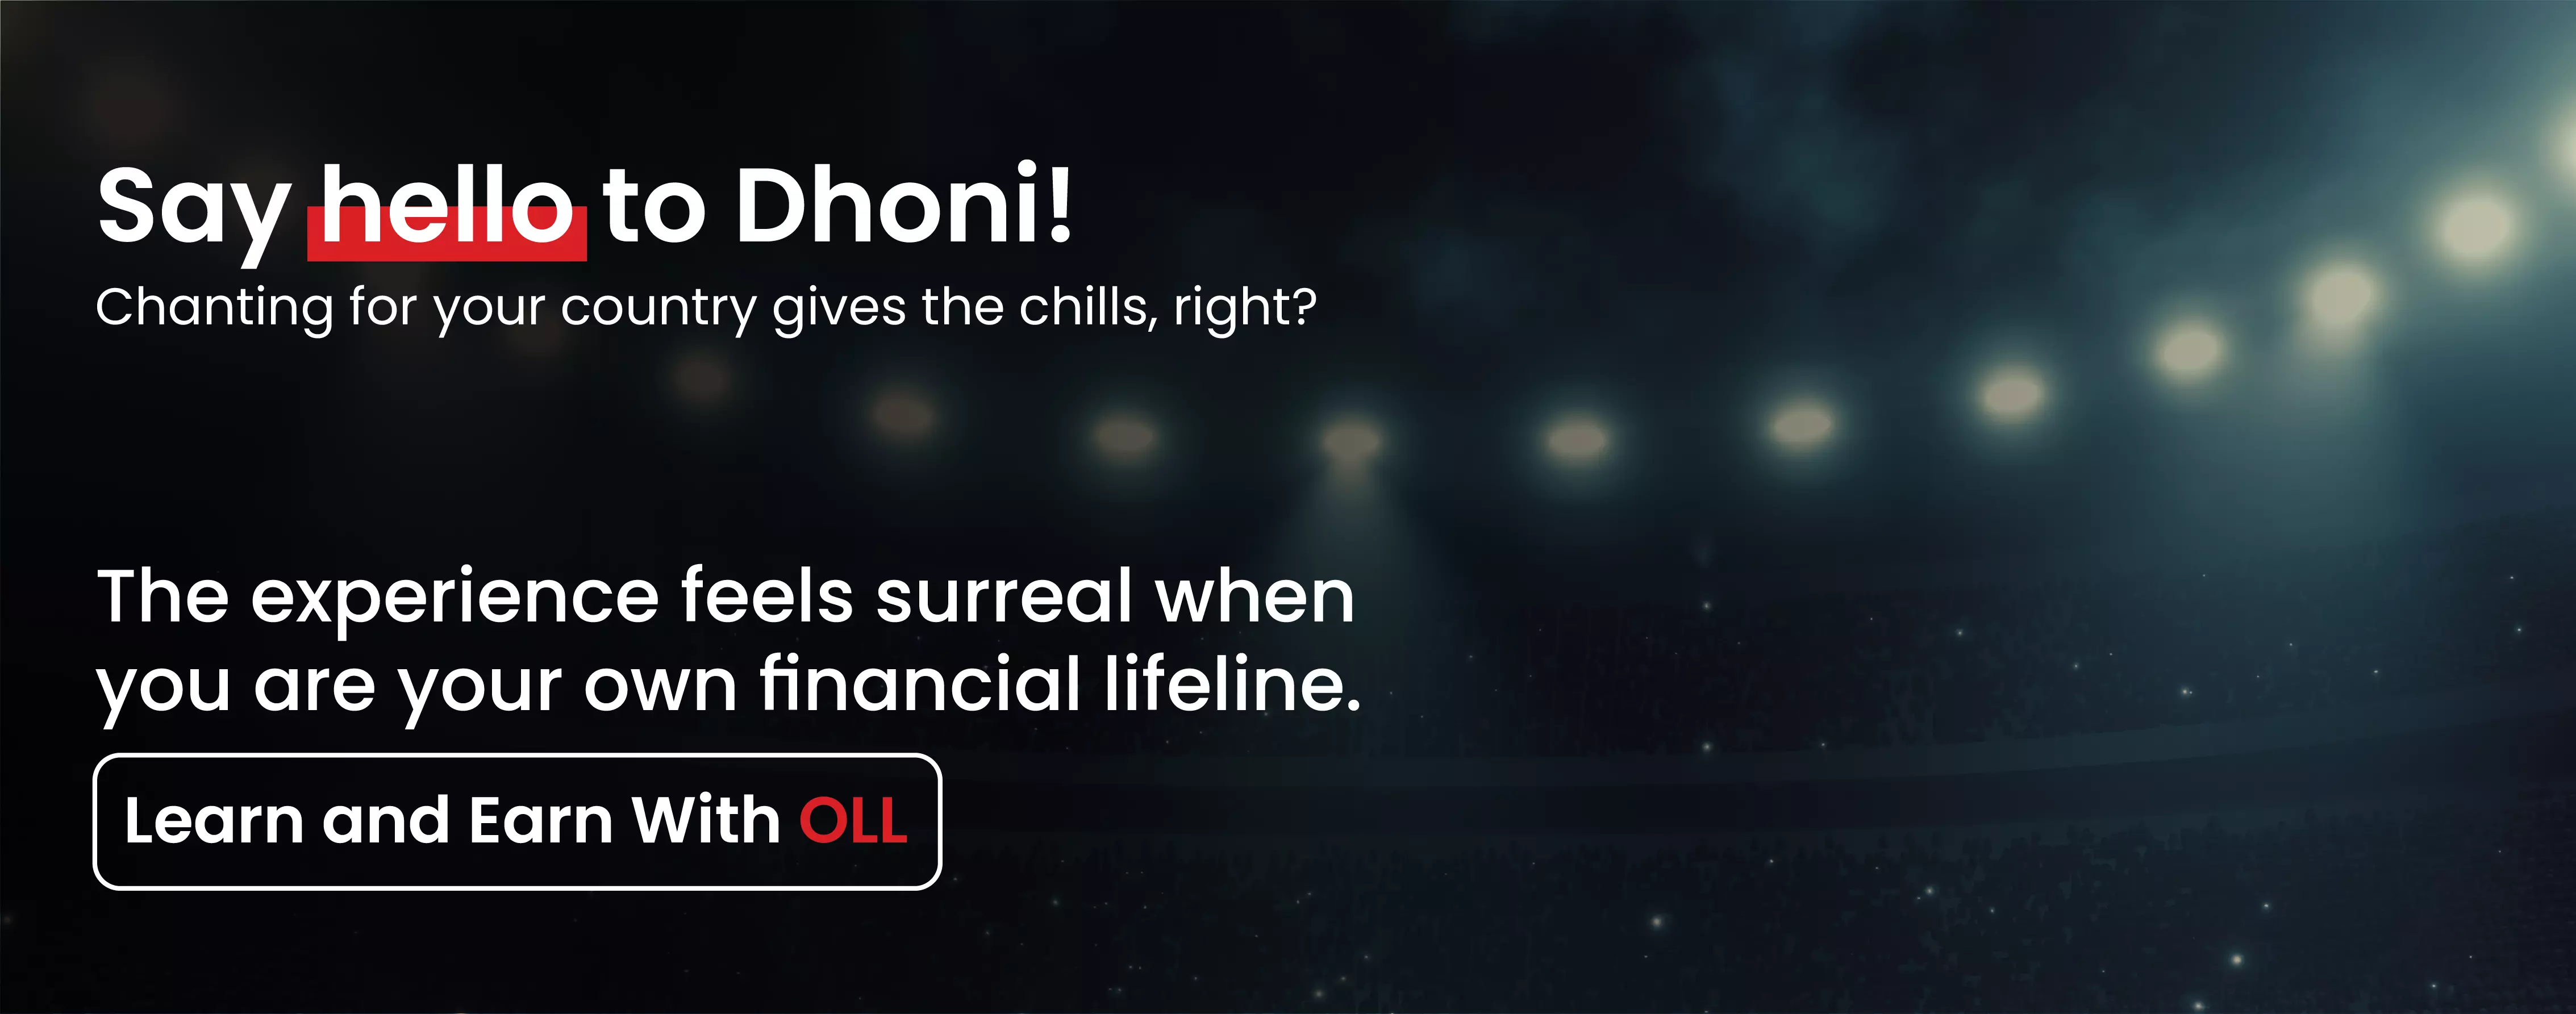 Say hello to Dhoni!
Chanting for your country gives the chills, right?
The experience feels surreal when
you are your own financial lifeline.
Learn and Earn With OLL